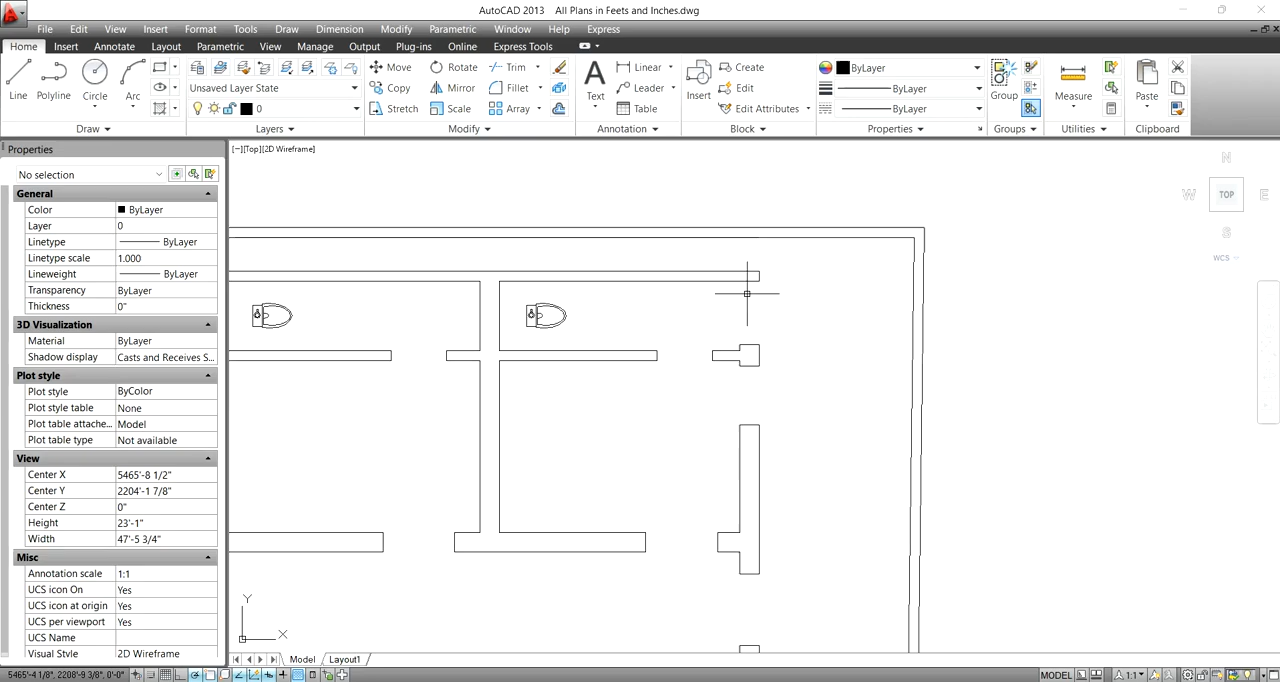 AutoCAD 2013 All Plans in Feets and Inches.dwg
File Edit View Insert Format Tools Draw Dimension Modify Parametric Window Help Express
Home Insert Annotate Layout Parametric View Manage Output Plug-ins Online Express Tools
Line Polyline Circle Arc
Draw
Unsaved Layer State
0
Layers
Move Rotate Trim
Copy Mirror Fillet
Stretch Scale Array
Modify
Text Linear
Leader
Table
Annotation
Insert Create
Edit
Edit Attributes
Block
ByLayer
ByLayer
ByLayer
Properties
Group
Groups
Measure
Utilities
Paste
Clipboard
Properties
No selection
General
Color ByLayer
Layer 0
Linetype ByLayer
Linetype scale 1.000
Lineweight ByLayer
Transparency ByLayer
Thickness 0"
3D Visualization
Material ByLayer
Shadow display Casts and Receives S...
Plot style
Plot style ByColor
Plot style table None
Plot table attache... Model
Plot table type Not available
View
Center X 5465'-8 1/2"
Center Y 2204'-1 7/8"
Center Z 0"
Height 23'-1"
Width 47'-5 3/4"
Misc
Annotation scale 1:1
UCS icon On Yes
UCS icon at origin Yes
UCS per viewport Yes
UCS Name
Visual Style 2D Wireframe
[−][Top][2D Wireframe]
N
W TOP E
S
WCS
Y
X
Model Layout1
5465'-4 1/8", 2208'-9 3/8", 0'-0"
MODEL 1:1